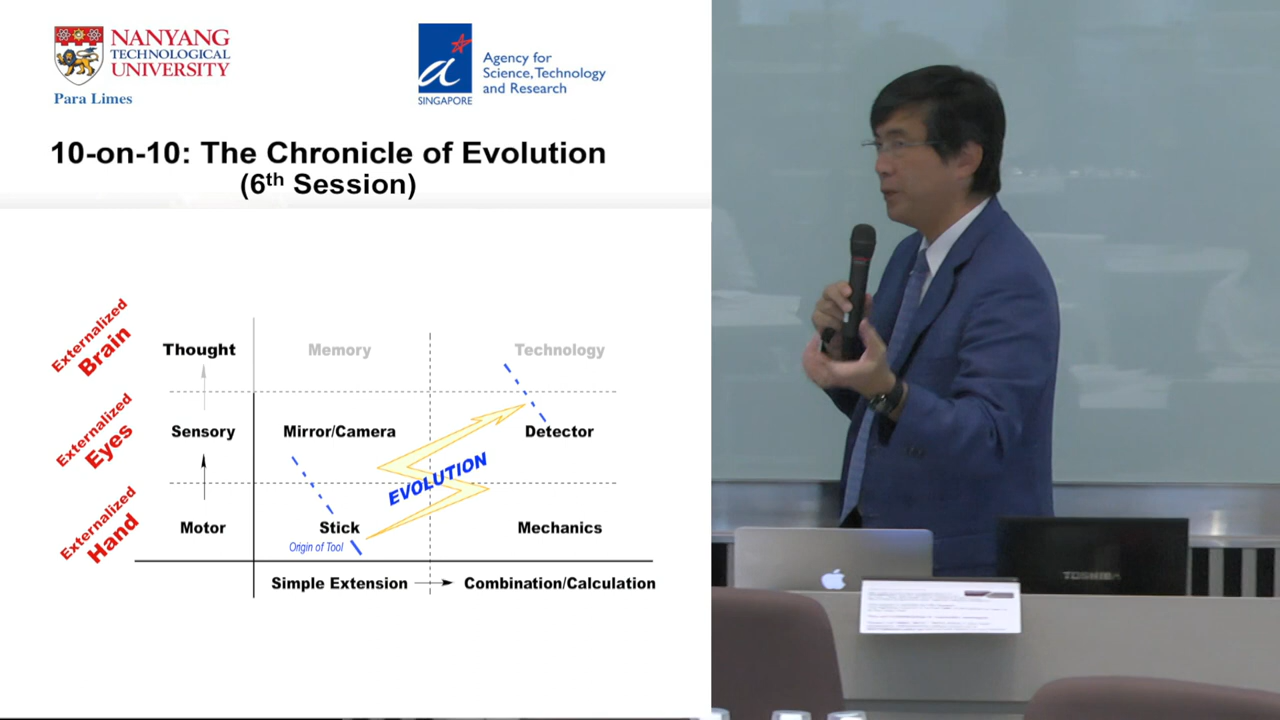 NANYANG
TECHNOLOGICAL
UNIVERSITY
Para Limes
a
SINGAPORE
Agency for
Science, Technology
and Research
10-on-10: The Chronicle of Evolution
(6th Session)
Externalized
Brain
Thought
Memory
Technology
Externalized
Eyes
Sensory
Mirror/Camera
Detector
EVOLUTION
Externalized
Hand
Motor
Stick
Mechanics
Origin of Tool
Simple Extension
Combination/Calculation
TOSHIBA